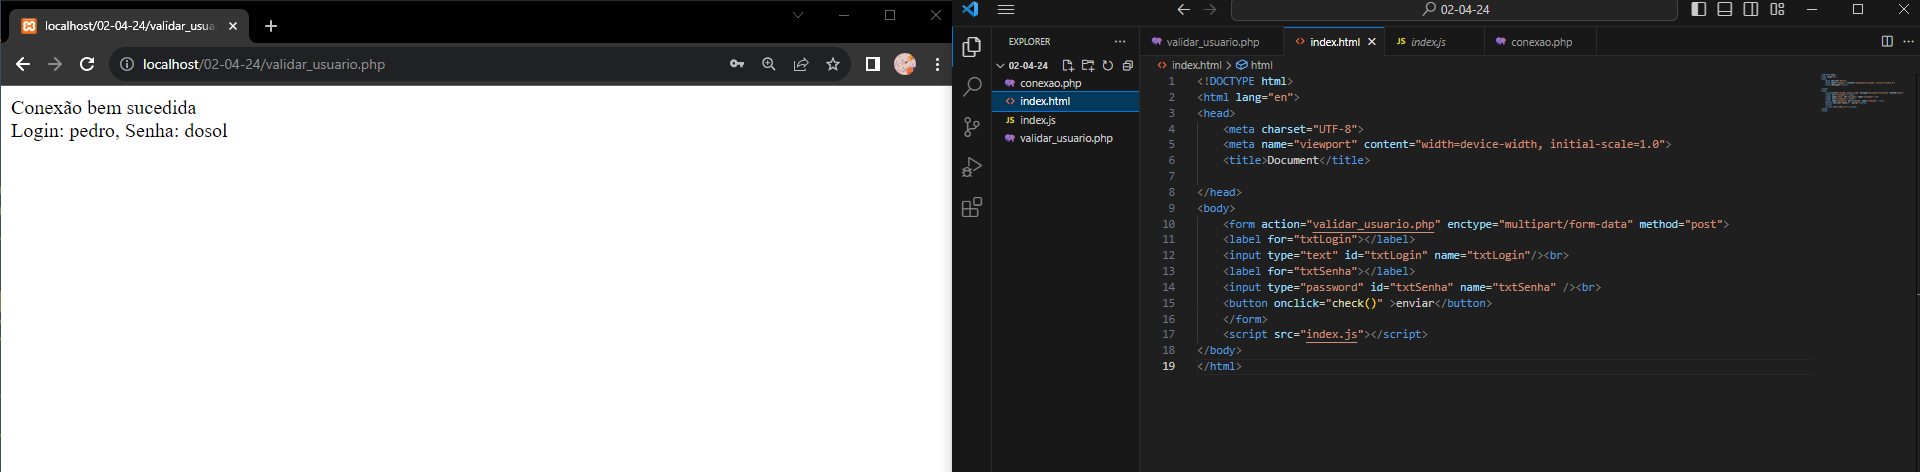 localhost/02-04-24/validar_usua
localhost/02-04-24/validar_usuario.php
Conexão bem sucedida
Login: pedro, Senha: dosol
02-04-24
EXPLORER
02-04-24
conexao.php
index.html
JS index.js
validar_usuario.php
validar_usuario.php
index.html
JS index.js
conexao.php
index.html > html
1 <!DOCTYPE html>
2 <html lang="en">
3 <head>
4 <meta charset="UTF-8">
5 <meta name="viewport" content="width=device-width, initial-scale=1.0">
6 <title>Document</title>
7
8 </head>
9 <body>
10 <form action="validar_usuario.php" enctype="multipart/form-data" method="post">
11 <label for="txtLogin"></label>
12 <input type="text" id="txtLogin" name="txtLogin"/><br>
13 <label for="txtSenha"></label>
14 <input type="password" id="txtSenha" name="txtSenha" /><br>
15 <button onclick="check()" >enviar</button>
16 </form>
17 <script src="index.js"></script>
18 </body>
19 </html>